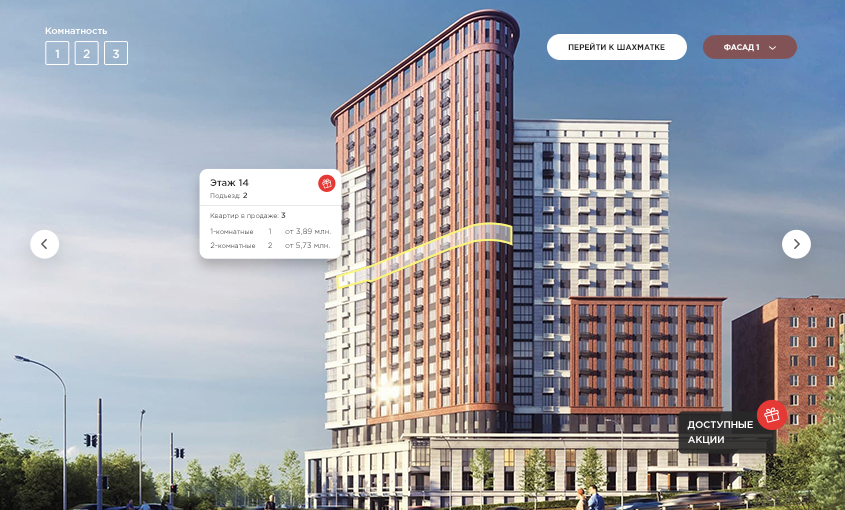 Комнатность
1 2 3
ПЕРЕЙТИ К ШАХМАТКЕ
ФАСАД 1
Этаж 14
Подъезд: 2
Квартир в продаже: 3
1-комнатные 1 от 3,89 млн.
2-комнатные 2 от 5,73 млн.
ДОСТУПНЫЕ
АКЦИИ